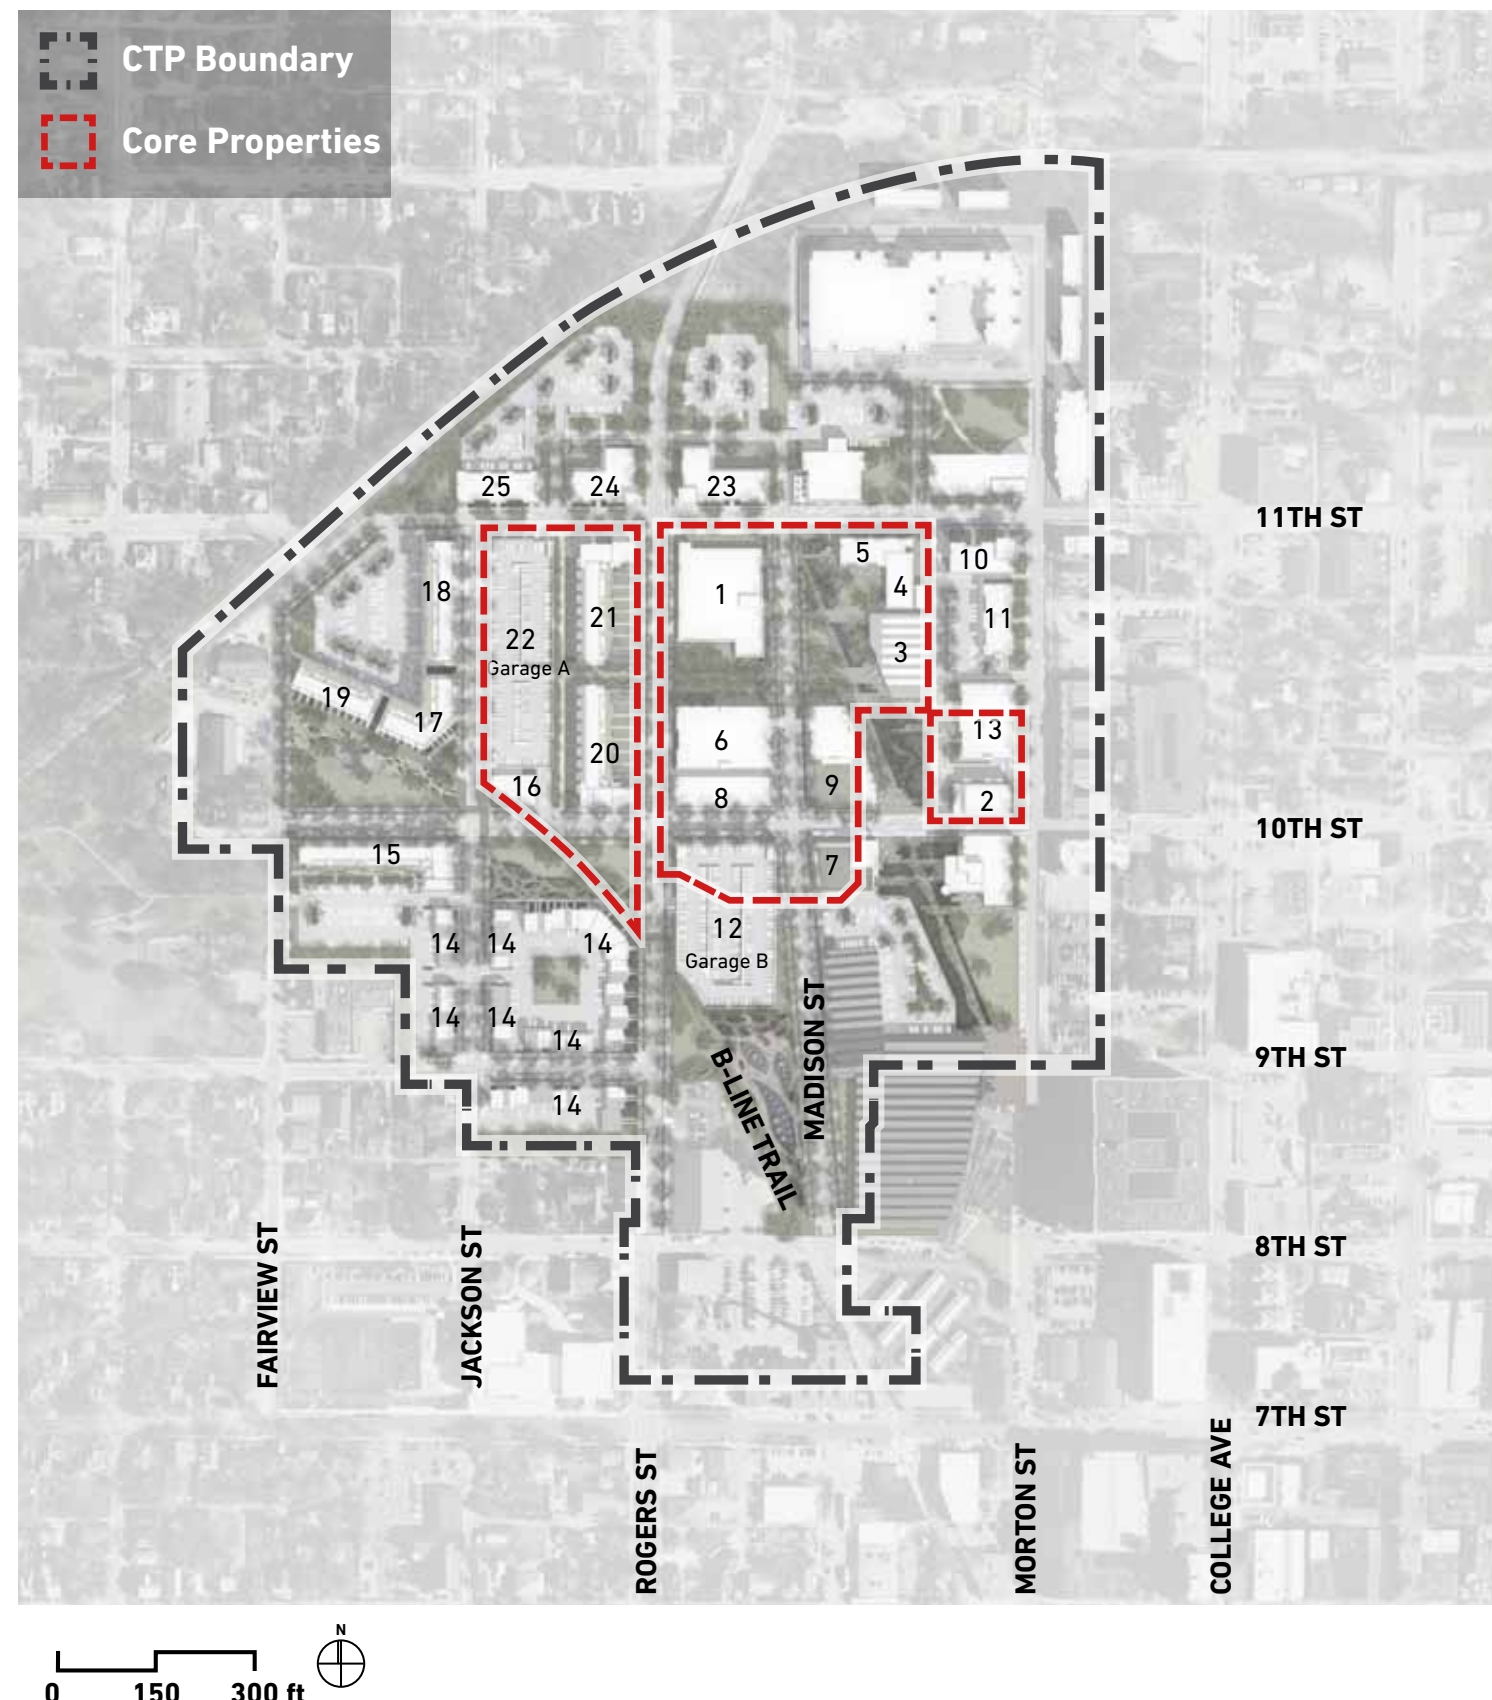 CTP Boundary
Core Properties
25
24
23
11TH ST
5
10
18
4
1
21
11
22
3
Garage A
19
17
13
6
20
16
9
8
2
10TH ST
15
7
12
14
14
14
Garage B
14
14
14
14
MADISON ST
B-LINE TRAIL
9TH ST
8TH ST
FAIRVIEW ST
JACKSON ST
7TH ST
ROGERS ST
MORTON ST
COLLEGE AVE
N
0 150 300 ft